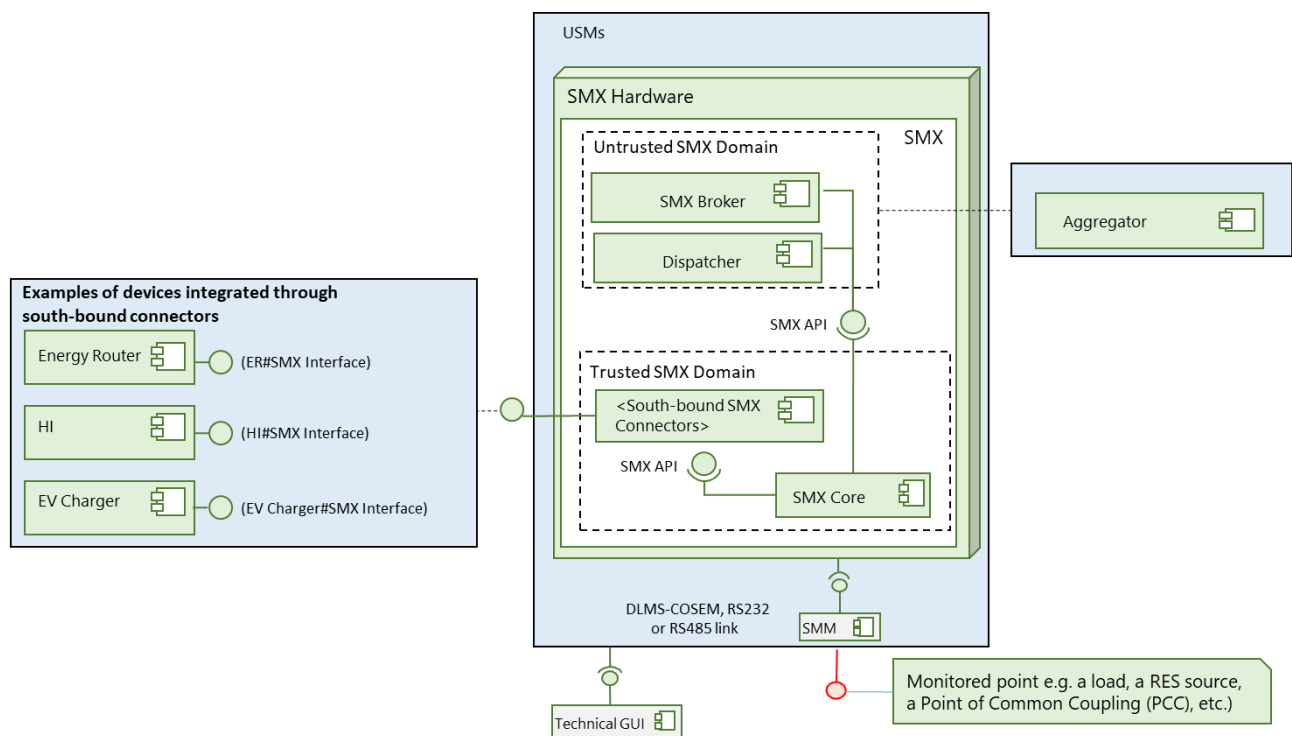 USMs
SMX Hardware
SMX
Untrusted SMX Domain
SMX Broker
Dispatcher
Aggregator
SMX API
Examples of devices integrated through
south-bound connectors
Energy Router
(ER#SMX Interface)
HI
(HI#SMX Interface)
EV Charger
(EV Charger#SMX Interface)
Trusted SMX Domain
<South-bound SMX
Connectors>
SMX API
SMX Core
DLMS-COSEM, RS232
or RS485 link
SMM
Monitored point e.g. a load, a RES source,
a Point of Common Coupling (PCC), etc.)
Technical GUI